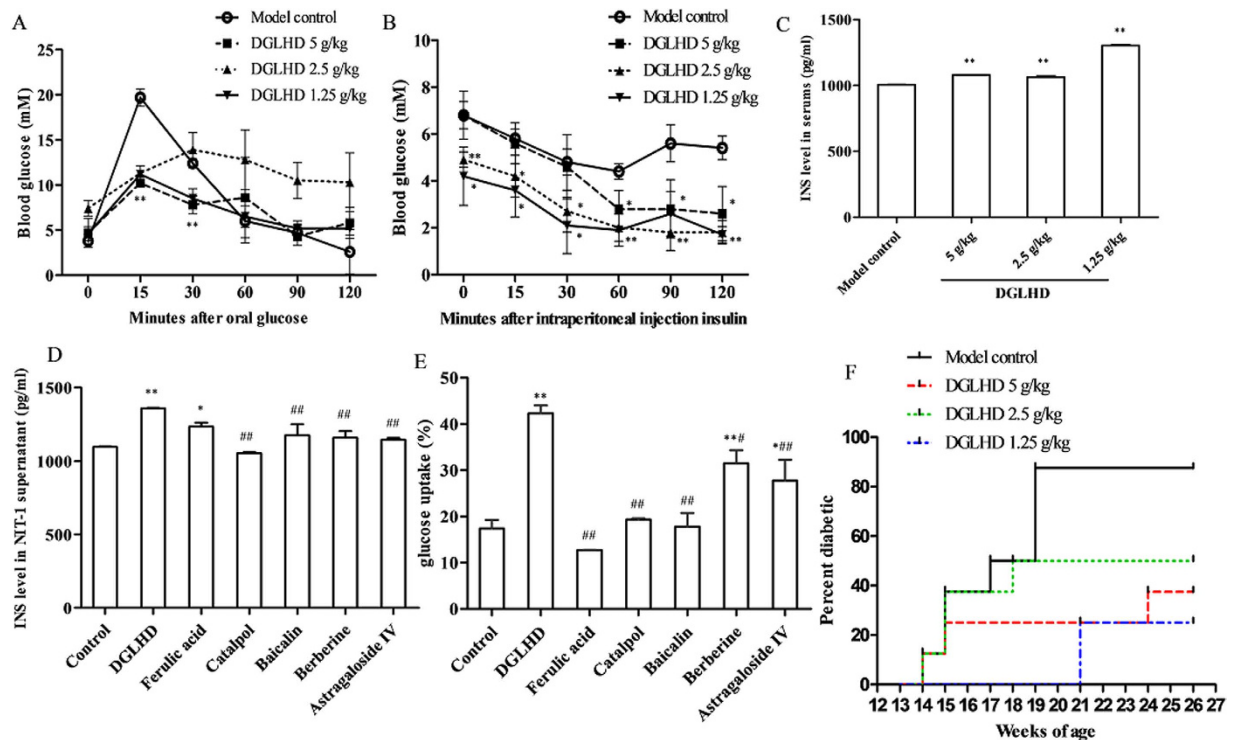 A
Model control
DGLHD 5 g/kg
DGLHD 2.5 g/kg
DGLHD 1.25 g/kg
Blood glucose (mM)
25
20
15
10
5
0
**
**
0 15 30 60 90 120
Minutes after oral glucose
B
Model control
DGLHD 5 g/kg
DGLHD 2.5 g/kg
DGLHD 1.25 g/kg
Blood glucose (mM)
10
8
6
4
2
0
**
*
*
*
*
*
*
**
*
**
*
**
0 15 30 60 90 120
Minutes after intraperitoneal injection insulin
C
INS level in serums (pg/ml)
1500
1000
500
0
** ** **
Model control
5 g/kg
2.5 g/kg
1.25 g/kg
DGLHD
D
INS level in NIT-1 supernatant (pg/ml)
1500
1000
500
0
** * ## ## ## ##
Control
DGLHD
Ferulic acid
Catalpol
Baicalin
Berberine
Astragaloside IV
E
glucose uptake (%)
50
40
30
20
10
0
** ## ## ## **# *##
Control
DGLHD
Ferulic acid
Catalpol
Baicalin
Berberine
Astragaloside IV
F
Model control
DGLHD 5 g/kg
DGLHD 2.5 g/kg
DGLHD 1.25 g/kg
Percent diabetic
100
80
60
40
20
0
12 13 14 15 16 17 18 19 20 21 22 23 24 25 26 27
Weeks of age